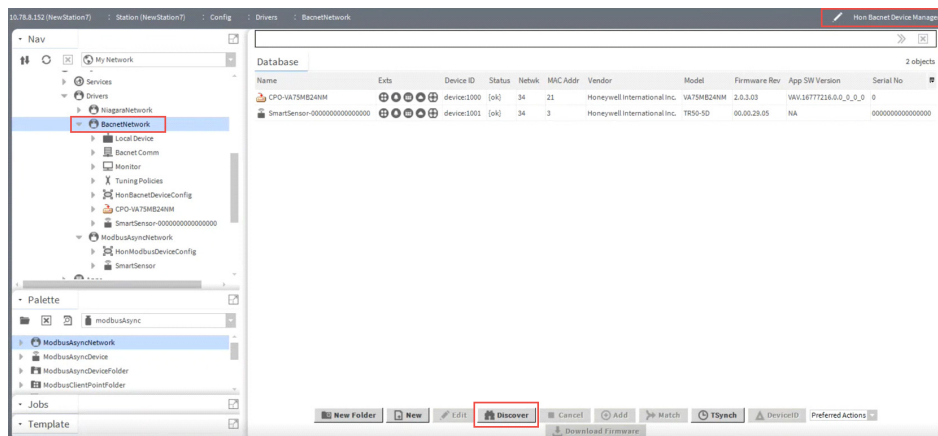 10.78.8.152 (NewStation7) : Station (NewStation7) : Config : Drivers : BacnetNetwork
Hon Bacnet Device Manage
Nav
My Network
Services
Drivers
NiagaraNetwork
BacnetNetwork
Local Device
Bacnet Comm
Monitor
Tuning Policies
HonBacnetDeviceConfig
CPO-VA75MB24NM
SmartSensor-0000000000000000
ModbusAsyncNetwork
HonModbusDeviceConfig
SmartSensor
Palette
modbusAsync
ModbusAsyncNetwork
ModbusAsyncDevice
ModbusAsyncDeviceFolder
ModbusClientPointFolder
Jobs
Template
Database
2 objects
Name Exts Device ID Status Netwk MAC Addr Vendor Model Firmware Rev App SW Version Serial No
CPO-VA75MB24NM device:1000 {ok} 34 21 Honeywell International Inc. VA75MB24NM 2.0.3.03 VAV.16777216.0.0_0_0_0 0
SmartSensor-0000000000000000 device:1001 {ok} 34 3 Honeywell International Inc. TR50-5D 00.00.29.05 NA 0000000000000000
New Folder New Edit Discover Cancel Add Match TSynch DeviceID Preferred Actions
Download Firmware